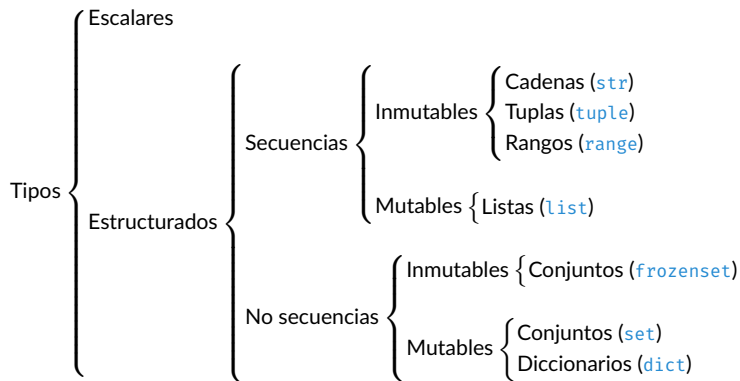 Tipos
Escalares
Estructurados
Secuencias
Inmutables
Cadenas (str)
Tuplas (tuple)
Rangos (range)
Mutables
Listas (list)
No secuencias
Inmutables
Conjuntos (frozenset)
Mutables
Conjuntos (set)
Diccionarios (dict)